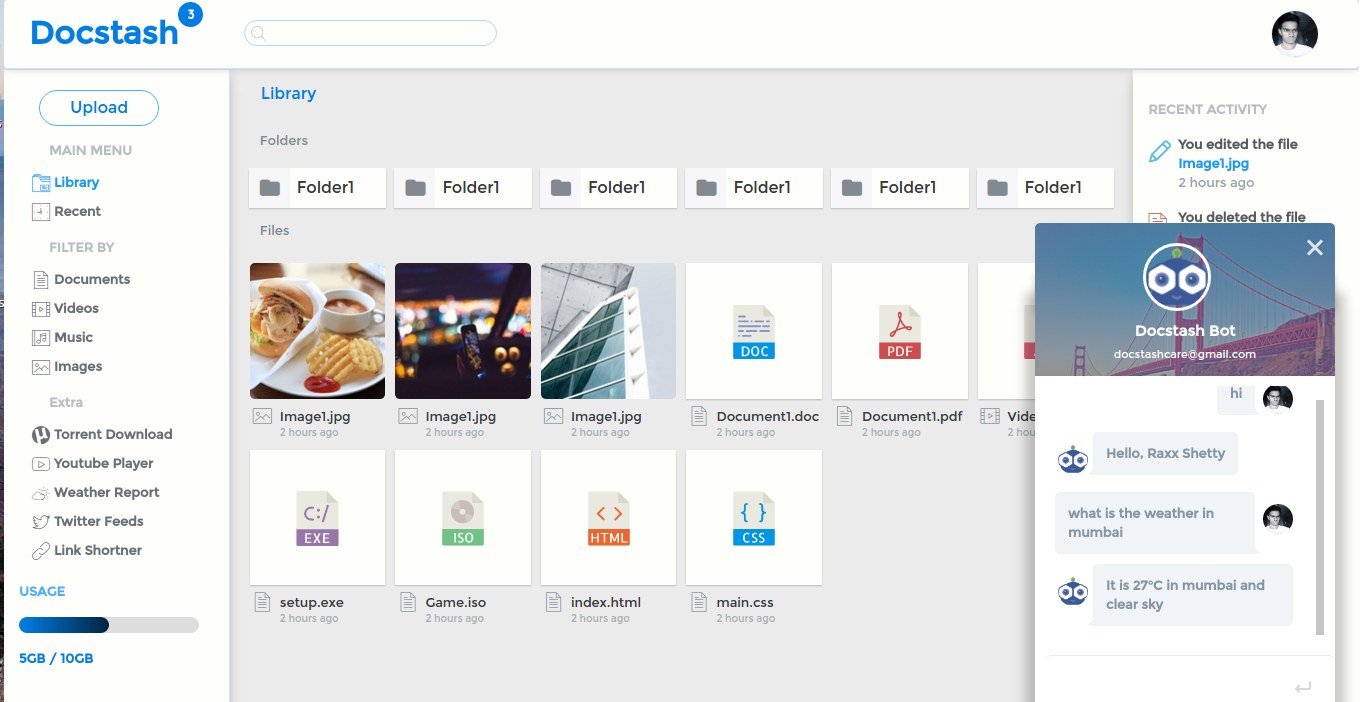 Docstash
3
Upload
MAIN MENU
Library
Recent
FILTER BY
Documents
Videos
Music
Images
Extra
Torrent Download
Youtube Player
Weather Report
Twitter Feeds
Link Shortner
USAGE
5GB / 10GB
Library
Folders
Folder1
Folder1
Folder1
Folder1
Folder1
Folder1
Files
DOC
PDF
Image1.jpg
2 hours ago
Image1.jpg
2 hours ago
Image1.jpg
2 hours ago
Document1.doc
2 hours ago
Document1.pdf
2 hours ago
Vide
2 hou
C:/
EXE
ISO
< >
HTML
{ }
CSS
setup.exe
2 hours ago
Game.iso
2 hours ago
index.html
2 hours ago
main.css
2 hours ago
RECENT ACTIVITY
You edited the file
Image1.jpg
2 hours ago
You deleted the file
Docstash Bot
docstashcare@gmail.com
hi
Hello, Raxx Shetty
what is the weather in
mumbai
It is 27°C in mumbai and
clear sky